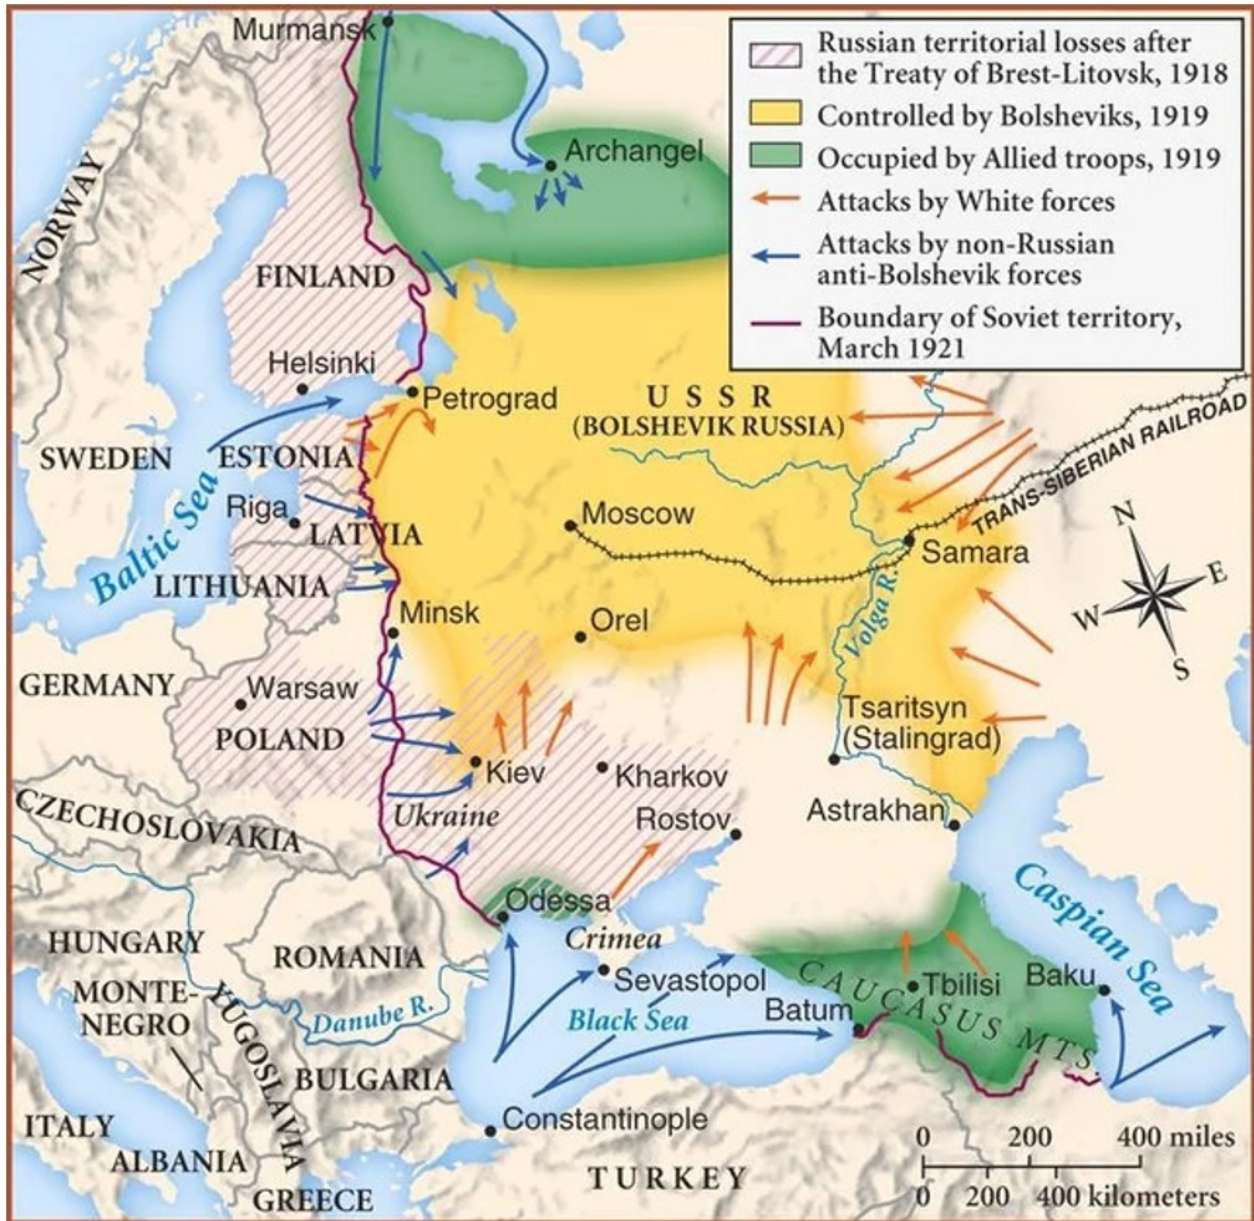 Murmansk
Archangel
NORWAY
FINLAND
Helsinki
Petrograd
SWEDEN
ESTONIA
Baltic Sea
Riga
LATVIA
LITHUANIA
U S S R
(BOLSHEVIK RUSSIA)
Moscow
TRANS-SIBERIAN RAILROAD
Samara
Volga R.
Minsk
Orel
GERMANY
Warsaw
POLAND
Kiev
Kharkov
Ukraine
Rostov
Tsaritsyn
(Stalingrad)
Astrakhan
CZECHOSLOVAKIA
Odessa
Crimea
Sevastopol
Caspian Sea
HUNGARY
ROMANIA
MONTE-
NEGRO
YUGOSLAVIA
Danube R.
Black Sea
CAUCASUS MTS.
Tbilisi
Baku
Batum
BULGARIA
ITALY
ALBANIA
GREECE
Constantinople
TURKEY
Russian territorial losses after
the Treaty of Brest-Litovsk, 1918
Controlled by Bolsheviks, 1919
Occupied by Allied troops, 1919
Attacks by White forces
Attacks by non-Russian
anti-Bolshevik forces
Boundary of Soviet territory,
March 1921
N
E
W
S
0 200 400 miles
0 200 400 kilometers